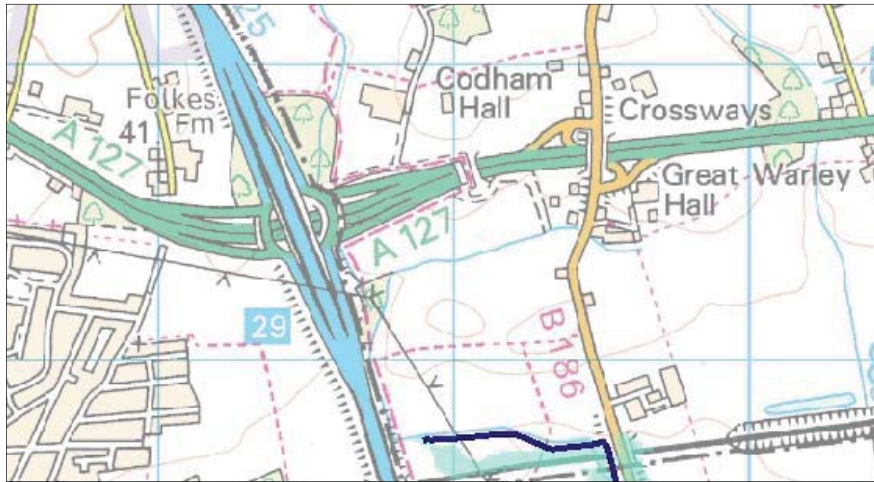 25
Folkes
Fm
41
A 127
Codham
Hall
Crossways
Great Warley
Hall
A 127
29
B 186